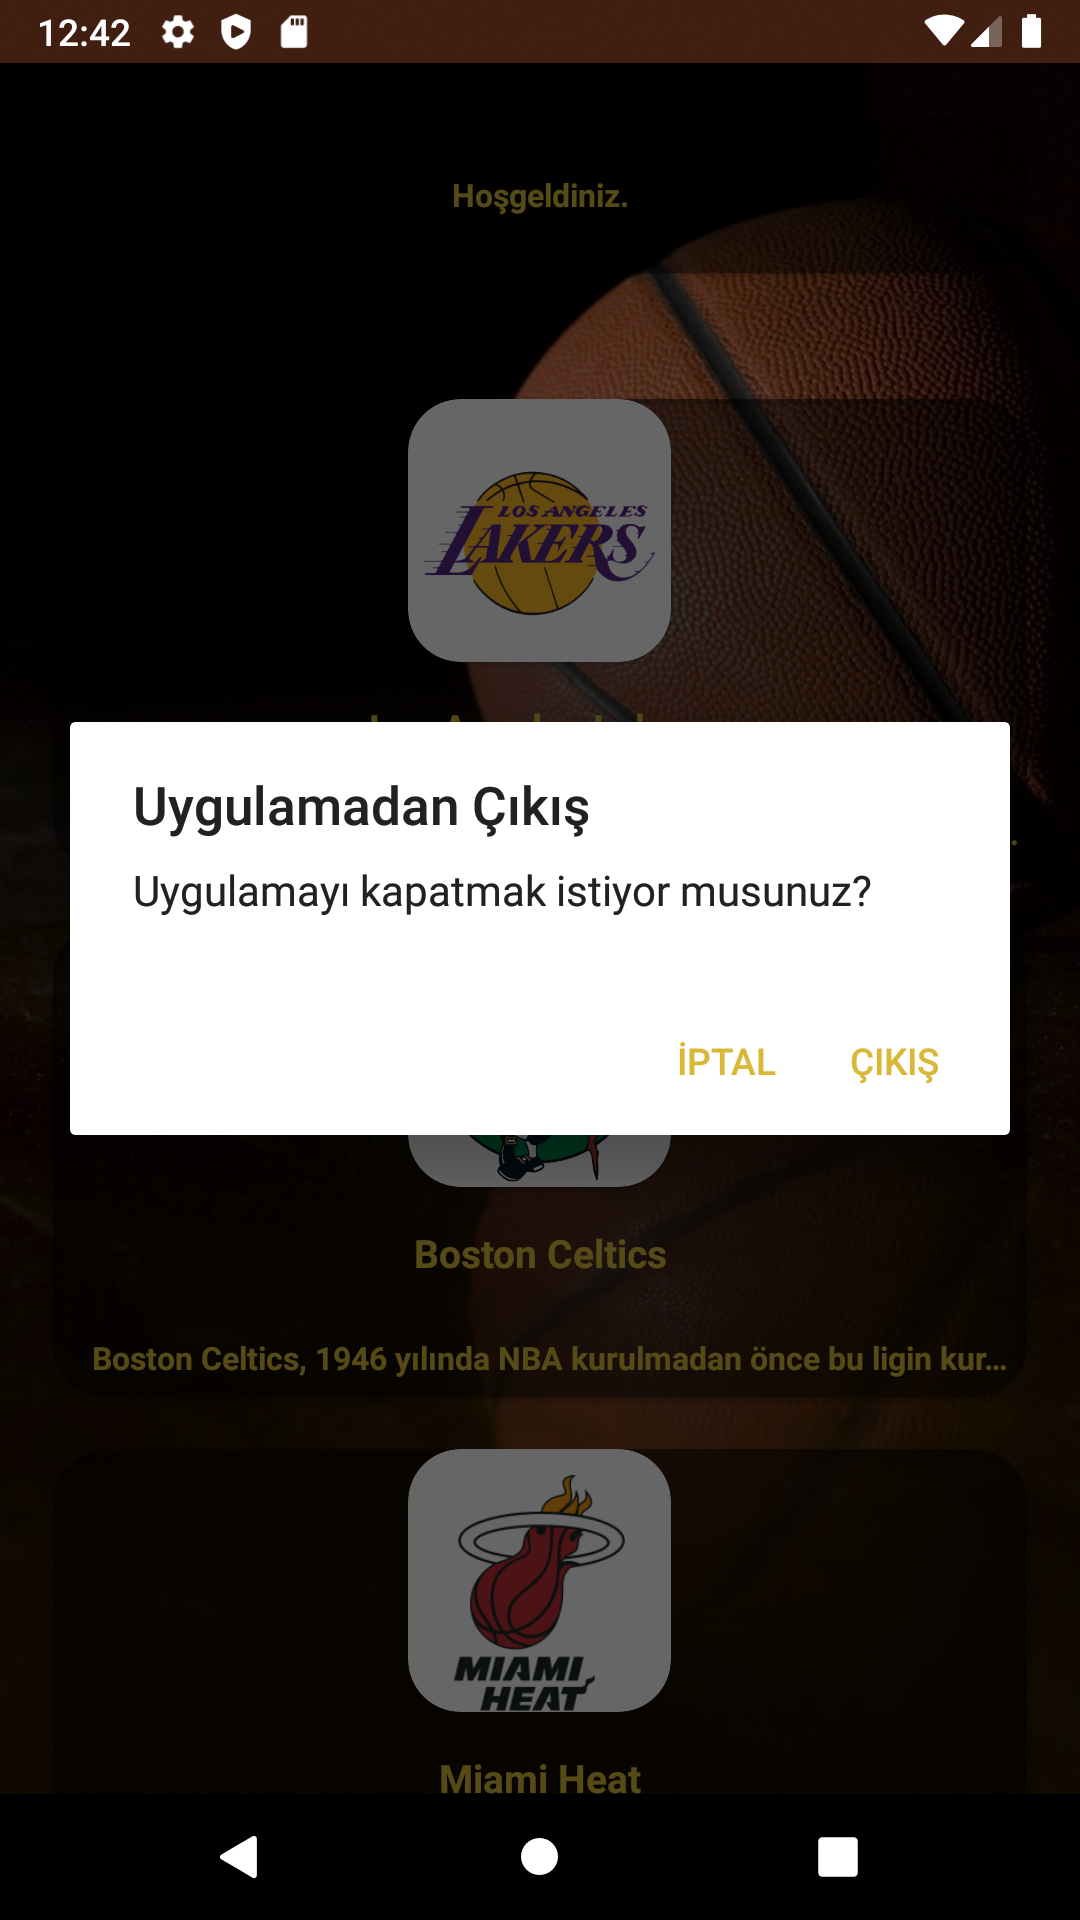 12:42
Hoşgeldiniz.
LOS ANGELES
LAKERS
Uygulamadan Çıkış
Uygulamayı kapatmak istiyor musunuz?
İPTAL
ÇIKIŞ
Boston Celtics
Boston Celtics, 1946 yılında NBA kurulmadan önce bu ligin kur...
MIAMI
HEAT
Miami Heat